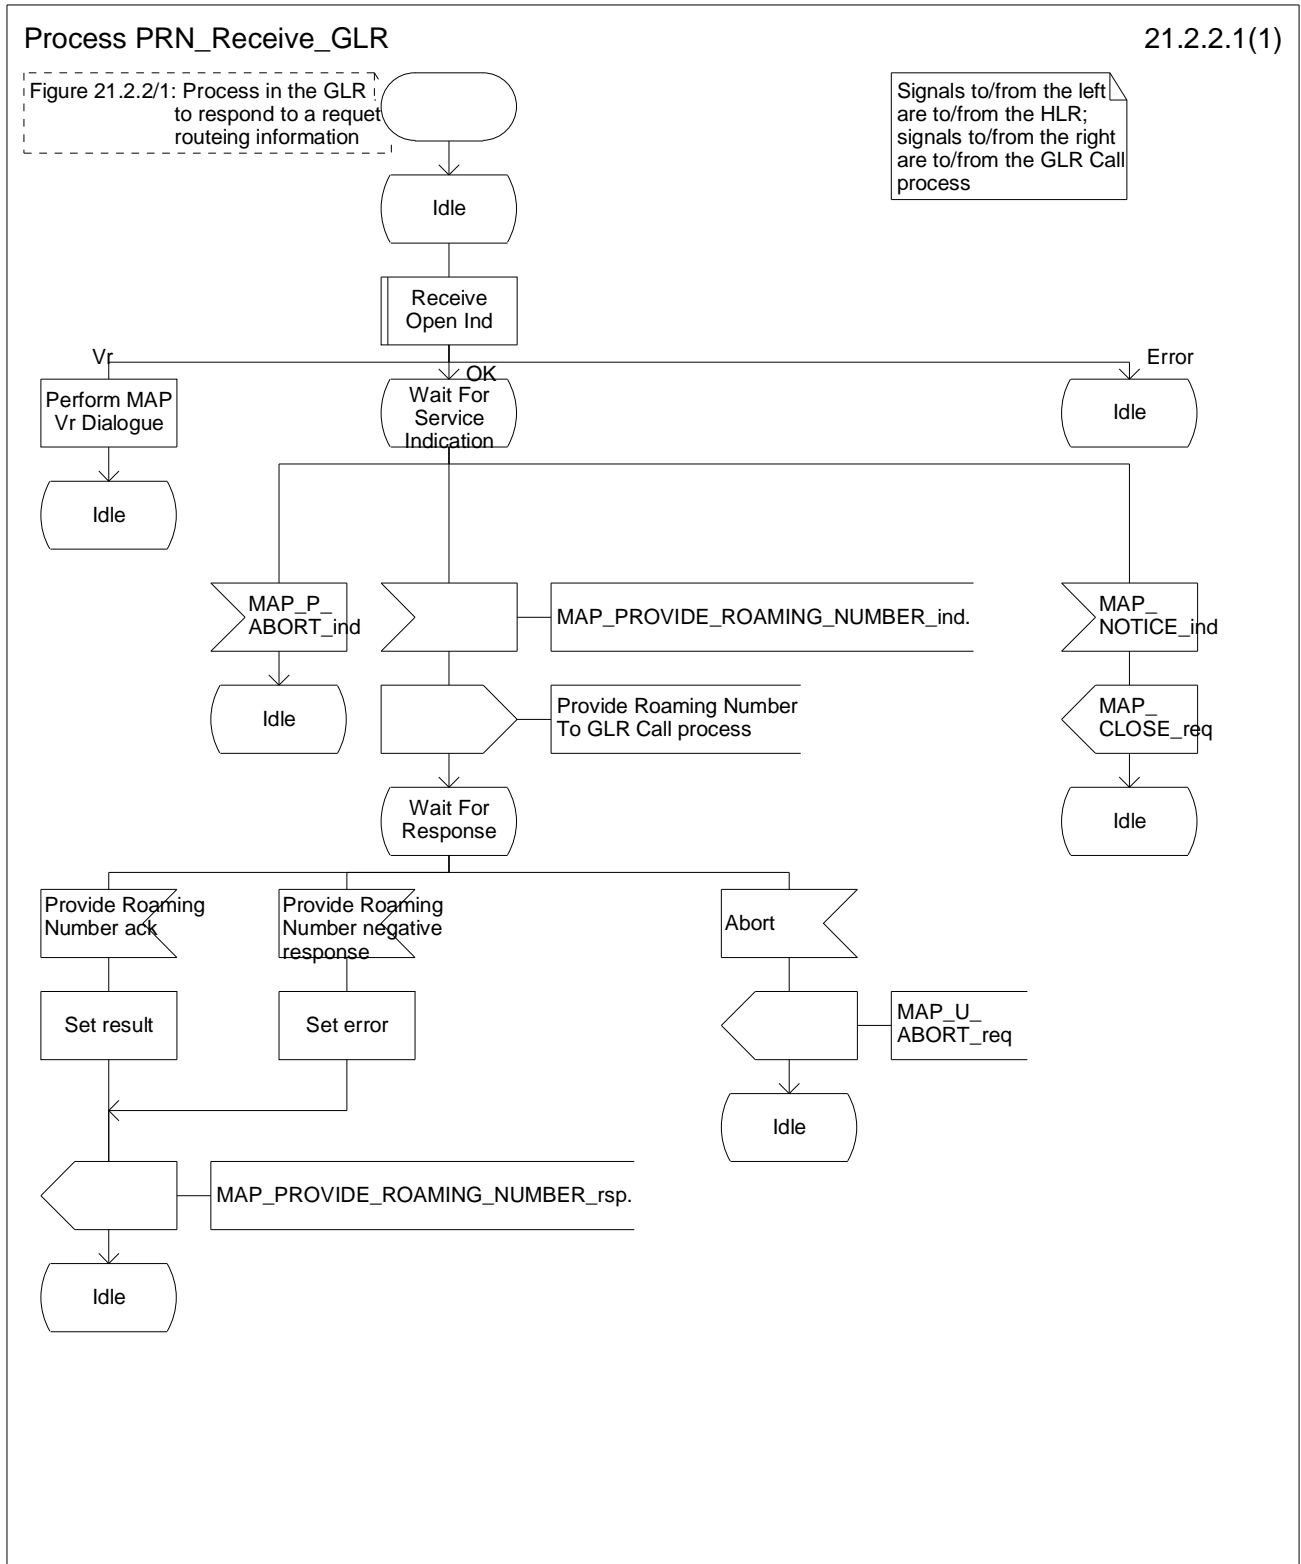 Process PRN_Receive_GLR
21.2.2.1(1)
Figure 21.2.2/1: Process in the GLR
to respond to a requet
routeing information
Signals to/from the left
are to/from the HLR;
signals to/from the right
are to/from the GLR Call
process
Idle
Receive
Open Ind
Vr
OK
Error
Perform MAP
Vr Dialogue
Wait For
Service
Indication
Idle
Idle
MAP_P_
ABORT_ind
MAP_PROVIDE_ROAMING_NUMBER_ind.
MAP_
NOTICE_ind
Idle
Provide Roaming Number
To GLR Call process
MAP_
CLOSE_req
Wait For
Response
Idle
Provide Roaming
Number ack
Provide Roaming
Number negative
response
Abort
Set result
Set error
MAP_U_
ABORT_req
Idle
MAP_PROVIDE_ROAMING_NUMBER_rsp.
Idle